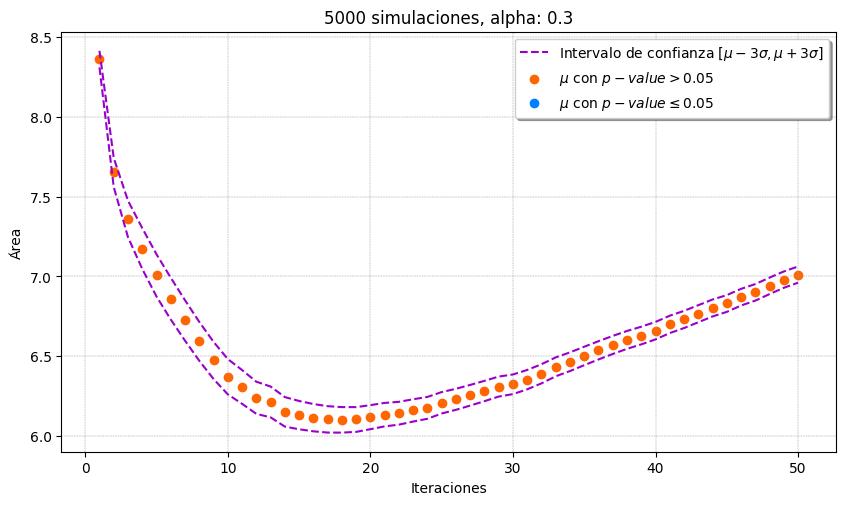 5000 simulaciones, alpha: 0.3
8.5
8.0
7.5
7.0
6.5
6.0
Área
Intervalo de confianza [μ − 3σ, μ + 3σ]
μ con p − value > 0.05
μ con p − value ≤ 0.05
0 10 20 30 40 50
Iteraciones